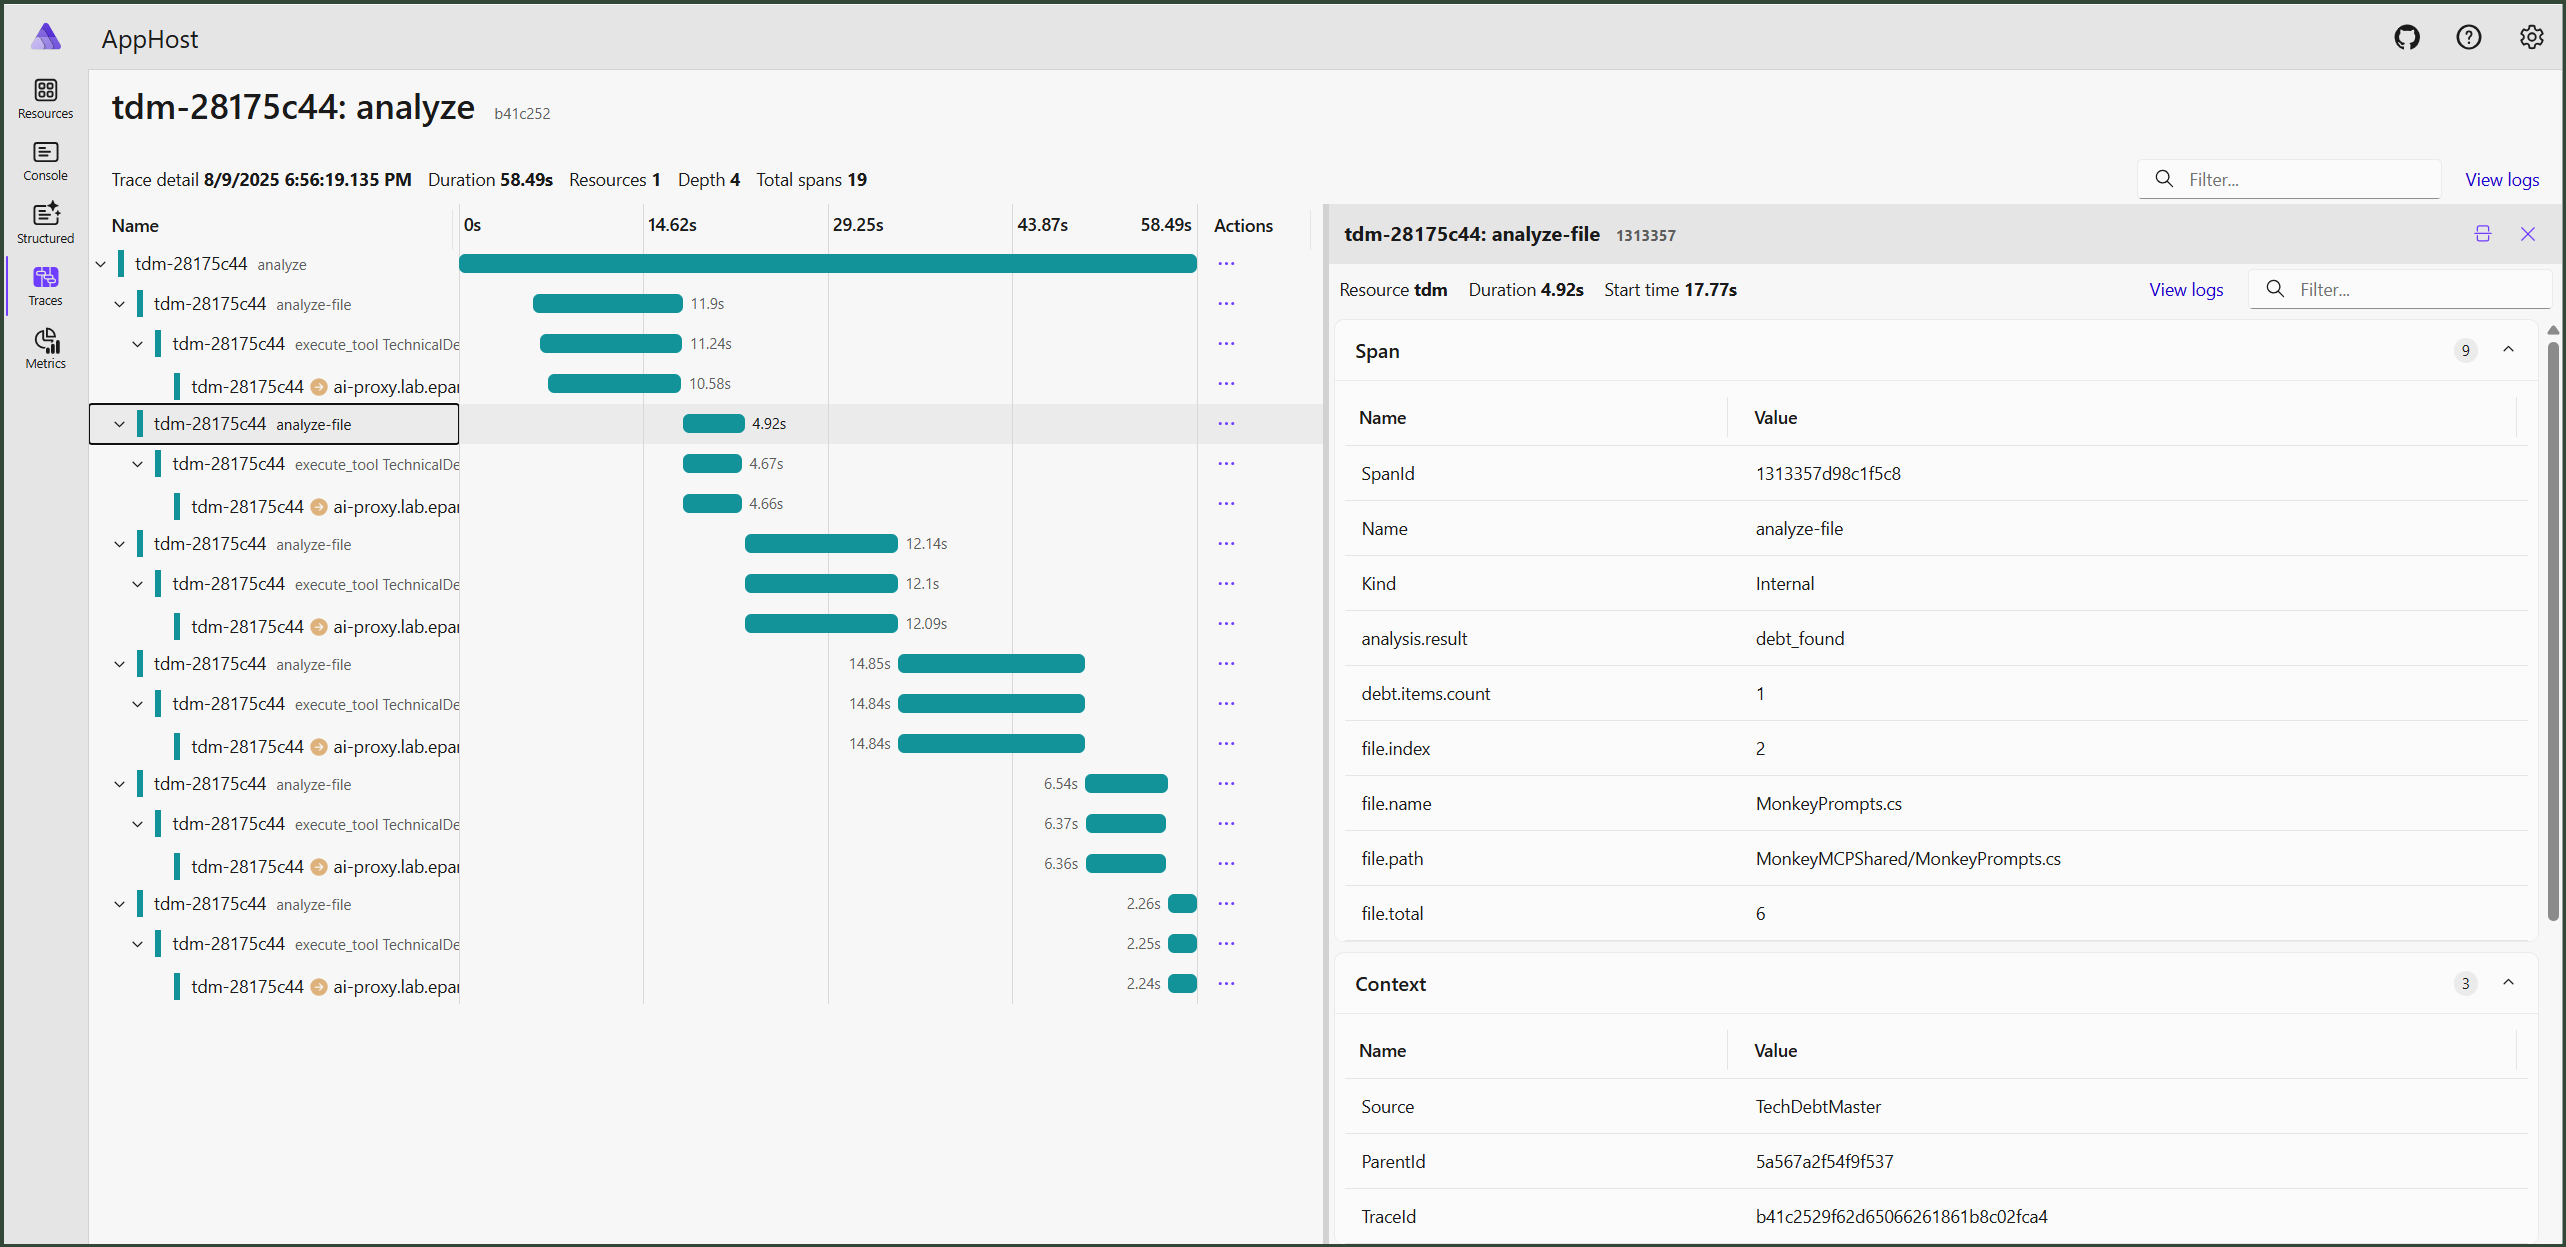 AppHost
Resources
Console
Structured
Traces
Metrics
tdm-28175c44: analyze b41c252
Trace detail 8/9/2025 6:56:19.135 PM Duration 58.49s Resources 1 Depth 4 Total spans 19
Filter... View logs
Name 0s 14.62s 29.25s 43.87s 58.49s Actions
tdm-28175c44 analyze
tdm-28175c44 analyze-file 11.9s
tdm-28175c44 execute_tool TechnicalDe 11.24s
tdm-28175c44 ai-proxy.lab.epar 10.58s
tdm-28175c44 analyze-file 4.92s
tdm-28175c44 execute_tool TechnicalDe 4.67s
tdm-28175c44 ai-proxy.lab.epar 4.66s
tdm-28175c44 analyze-file 12.14s
tdm-28175c44 execute_tool TechnicalDe 12.1s
tdm-28175c44 ai-proxy.lab.epar 12.09s
tdm-28175c44 analyze-file 14.85s
tdm-28175c44 execute_tool TechnicalDe 14.84s
tdm-28175c44 ai-proxy.lab.epar 14.84s
tdm-28175c44 analyze-file 6.54s
tdm-28175c44 execute_tool TechnicalDe 6.37s
tdm-28175c44 ai-proxy.lab.epar 6.36s
tdm-28175c44 analyze-file 2.26s
tdm-28175c44 execute_tool TechnicalDe 2.25s
tdm-28175c44 ai-proxy.lab.epar 2.24s
tdm-28175c44: analyze-file 1313357
Resource tdm Duration 4.92s Start time 17.77s View logs Filter...
Span 9
Name Value
SpanId 1313357d98c1f5c8
Name analyze-file
Kind Internal
analysis.result debt_found
debt.items.count 1
file.index 2
file.name MonkeyPrompts.cs
file.path MonkeyMCPShared/MonkeyPrompts.cs
file.total 6
Context 3
Name Value
Source TechDebtMaster
ParentId 5a567a2f54f9f537
TraceId b41c2529f62d65066261861b8c02fca4